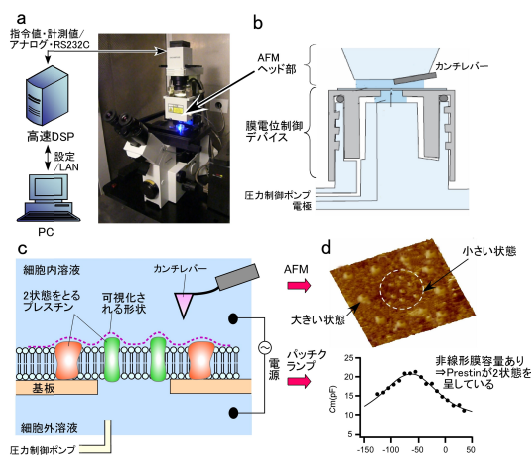 a
指令値・計測値/
アナログ・RS232C
高速DSP
設定
/LAN
PC
AFM
ヘッド部
b
カンチレバー
膜電位制御
デバイス
圧力制御ポンプ
電極
c
細胞内溶液
カンチレバー
2状態をとる
プレスチン
可視化さ
れる形状
基板
電源
細胞外溶液
圧力制御ポンプ
AFM
パッチク
ランプ
d
小さい状態
大きい状態
非線形膜容量あり
⇒Prestinが2状態を
呈している
Cm(pF)
25
20
15
10
5
-150
-100
-50
0
50